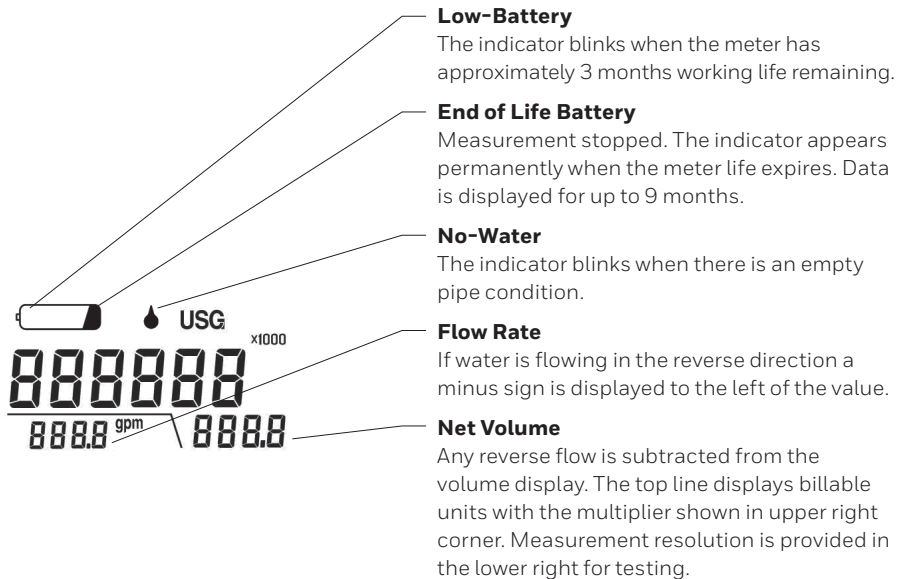 Low-Battery
The indicator blinks when the meter has
approximately 3 months working life remaining.
End of Life Battery
Measurement stopped. The indicator appears
permanently when the meter life expires. Data
is displayed for up to 9 months.
No-Water
The indicator blinks when there is an empty
pipe condition.
USG
x1000
888888
888.8 gpm 888.8
Flow Rate
If water is flowing in the reverse direction a
minus sign is displayed to the left of the value.
Net Volume
Any reverse flow is subtracted from the
volume display. The top line displays billable
units with the multiplier shown in upper right
corner. Measurement resolution is provided in
the lower right for testing.